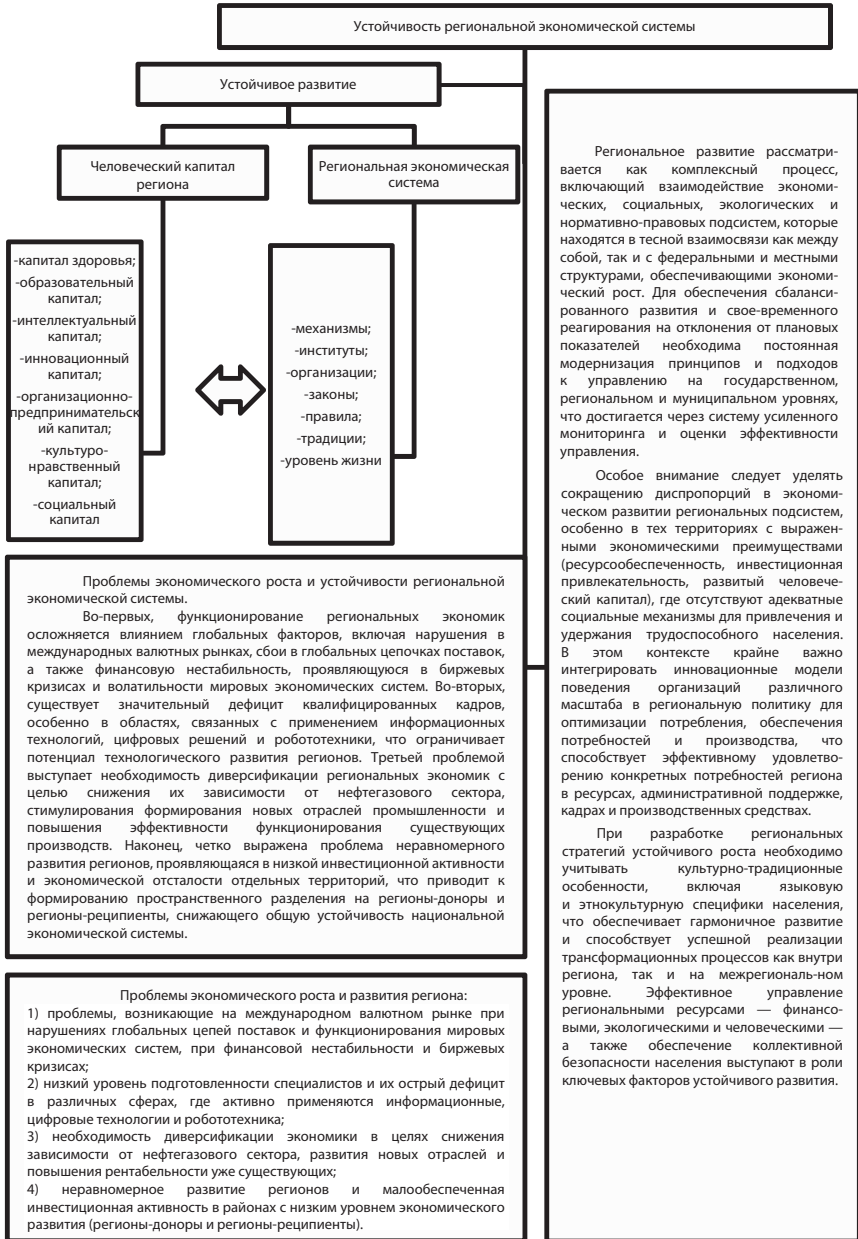 Устойчивость региональной экономической системы
Устойчивое развитие
Человеческий капитал
региона
Региональная экономическая
система
-капитал здоровья;
-образовательный
капитал;
-интеллектуальный
капитал;
-инновационный
капитал;
-организационно-
предпринимательск
ий капитал;
-культуро-
нравственный
капитал;
-социальный
капитал
-механизмы;
-институты;
-организации;
-законы;
-правила;
-традиции;
-уровень жизни
Проблемы экономического роста и устойчивости региональной
экономической системы.
Во-первых, функционирование региональных экономик
осложняется влиянием глобальных факторов, включая нарушения в
международных валютных рынках, сбои в глобальных цепочках поставок,
а также финансовую нестабильность, проявляющуюся в биржевых
кризисах и волатильности мировых экономических систем. Во-вторых,
существует значительный дефицит квалифицированных кадров,
особенно в областях, связанных с применением информационных
технологий, цифровых решений и робототехники, что ограничивает
потенциал технологического развития регионов. Третьей проблемой
выступает необходимость диверсификации региональных экономик с
целью снижения их зависимости от нефтегазового сектора,
стимулирования формирования новых отраслей промышленности и
повышения эффективности функционирования существующих
производств. Наконец, четко выражена проблема неравномерного
развития регионов, проявляющаяся в низкой инвестиционной активности
и экономической отсталости отдельных территорий, что приводит к
формированию пространственного разделения на регионы-доноры и
регионы-реципиенты, снижающего общую устойчивость национальной
экономической системы.
Проблемы экономического роста и развития региона:
1) проблемы, возникающие на международном валютном рынке при
нарушениях глобальных цепей поставок и функционирования мировых
экономических систем, при финансовой нестабильности и биржевых
кризисах;
2) низкий уровень подготовленности специалистов и их острый дефицит
в различных сферах, где активно применяются информационные,
цифровые технологии и робототехника;
3) необходимость диверсификации экономики в целях снижения
зависимости от нефтегазового сектора, развития новых отраслей и
повышения рентабельности уже существующих;
4) неравномерное развитие регионов и малообеспеченная
инвестиционная активность в районах с низким уровнем экономического
развития (регионы-доноры и регионы-реципиенты).
Региональное развитие рассматри-
вается как комплексный процесс,
включающий взаимодействие экономи-
ческих, социальных, экологических и
нормативно-правовых подсистем, которые
находятся в тесной взаимосвязи как между
собой, так и с федеральными и местными
структурами, обеспечивающими экономи-
ческий рост. Для обеспечения сбаланси-
рованного развития и свое-временного
реагирования на отклонения от плановых
показателей необходима постоянная
модернизация принципов и подходов
к управлению на государственном,
региональном и муниципальном уровнях,
что достигается через систему усиленного
мониторинга и оценки эффективности
управления.
Особое внимание следует уделять
сокращению диспропорций в экономи-
ческом развитии региональных подсистем,
особенно в тех территориях с выражен-
ными экономическими преимуществами
(ресурсообеспеченность, инвестиционная
привлекательность, развитый человече-
ский капитал), где отсутствуют адекватные
социальные механизмы для привлечения и
удержания трудоспособного населения.
В этом контексте крайне важно
интегрировать инновационные модели
поведения организаций различного
масштаба в региональную политику для
оптимизации потребления, обеспечения
потребностей и производства, что
способствует эффективному удовлетво-
рению конкретных потребностей региона
в ресурсах, административной поддержке,
кадрах и производственных средствах.
При разработке региональных
стратегий устойчивого роста необходимо
учитывать культурно-традиционные
особенности, включая языковую
и этнокультурную специфики населения,
что обеспечивает гармоничное развитие
и способствует успешной реализации
трансформационных процессов как внутри
региона, так и на межрегиональ-ном
уровне. Эффективное управление
региональными ресурсами — финансо-
выми, экологическими и человеческими —
а также обеспечение коллективной
безопасности населения выступают в роли
ключевых факторов устойчивого развития.